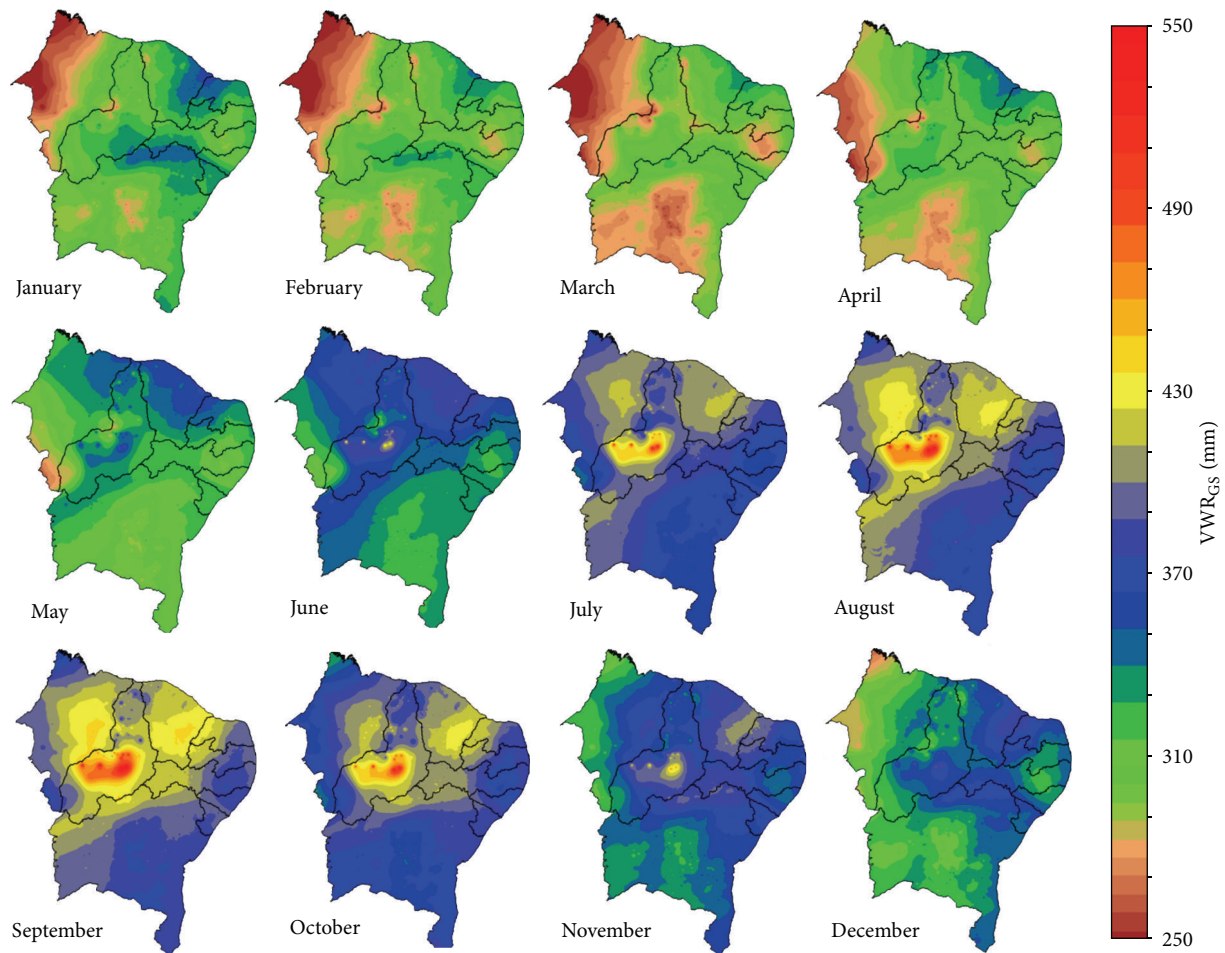 January
February
March
April
May
June
July
August
September
October
November
December
550
490
430
370
310
250
VWR_GS (mm)